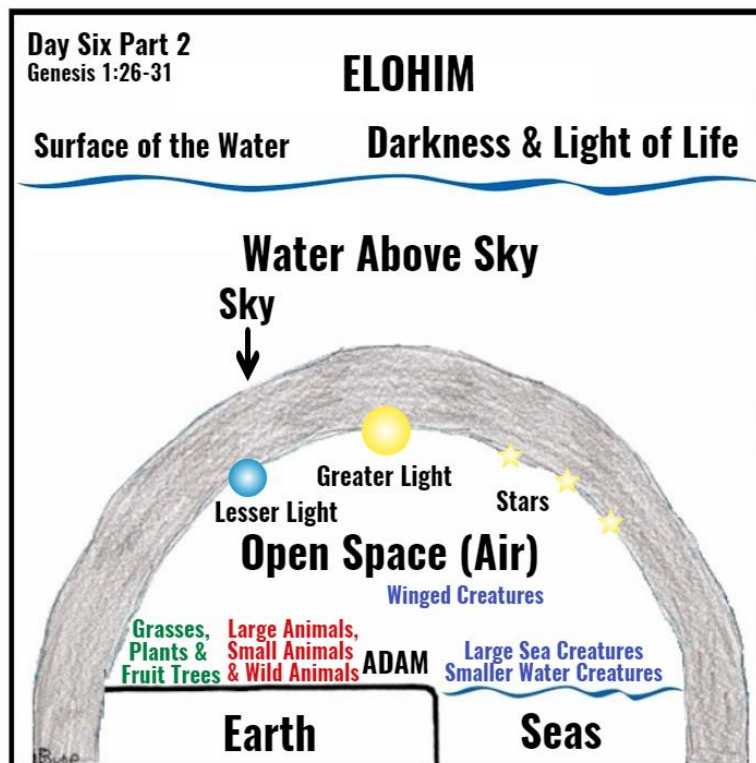 Day Six Part 2
Genesis 1:26-31
ELOHIM
Surface of the Water
Darkness & Light of Life
Water Above Sky
Sky
Greater Light
Lesser Light
Stars
Open Space (Air)
Winged Creatures
Grasses,
Plants &
Fruit Trees
Large Animals,
Small Animals
& Wild Animals
ADAM
Large Sea Creatures
Smaller Water Creatures
Earth
Seas